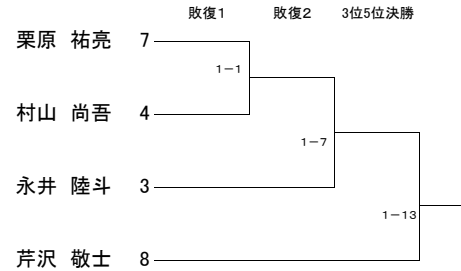 敗復1 敗復2 3位5位決勝
栗原 祐亮 7
1－1
村山 尚吾 4
1－7
永井 陸斗 3
1－13
芹沢 敬士 8